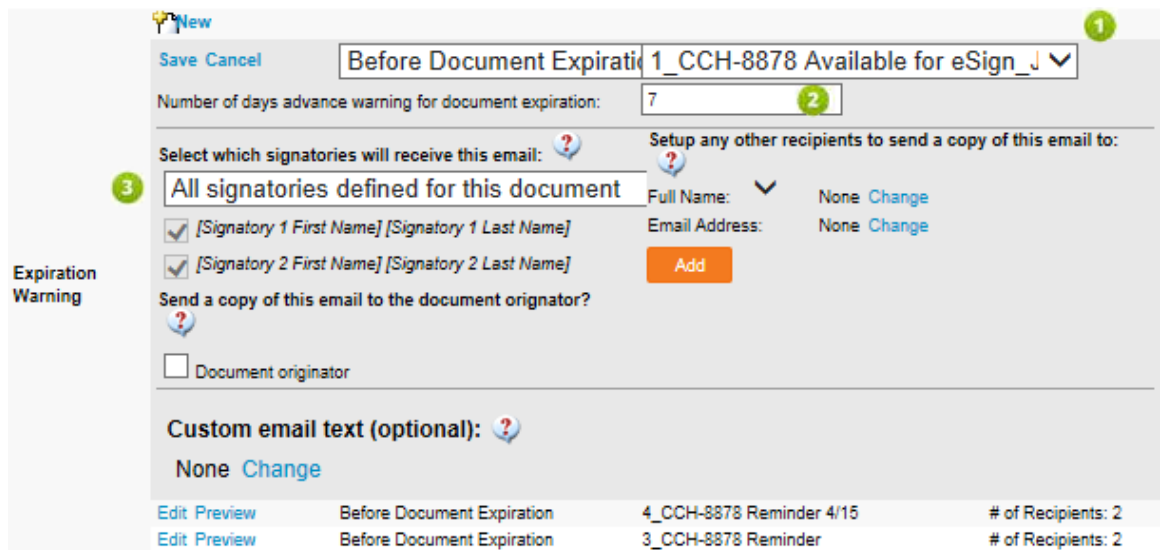 New
1
Save Cancel
Before Document Expiratio
1_CCH-8878 Available for eSign_J
Number of days advance warning for document expiration:
7
2
Select which signatories will receive this email: ?
Setup any other recipients to send a copy of this email to:
?
3
All signatories defined for this document
Full Name:
None Change
[Signatory 1 First Name] [Signatory 1 Last Name]
Email Address:
None Change
[Signatory 2 First Name] [Signatory 2 Last Name]
Add
Expiration
Warning
Send a copy of this email to the document orignator?
?
Document originator
Custom email text (optional): ?
None Change
Edit Preview Before Document Expiration 4_CCH-8878 Reminder 4/15 # of Recipients: 2
Edit Preview Before Document Expiration 3_CCH-8878 Reminder # of Recipients: 2